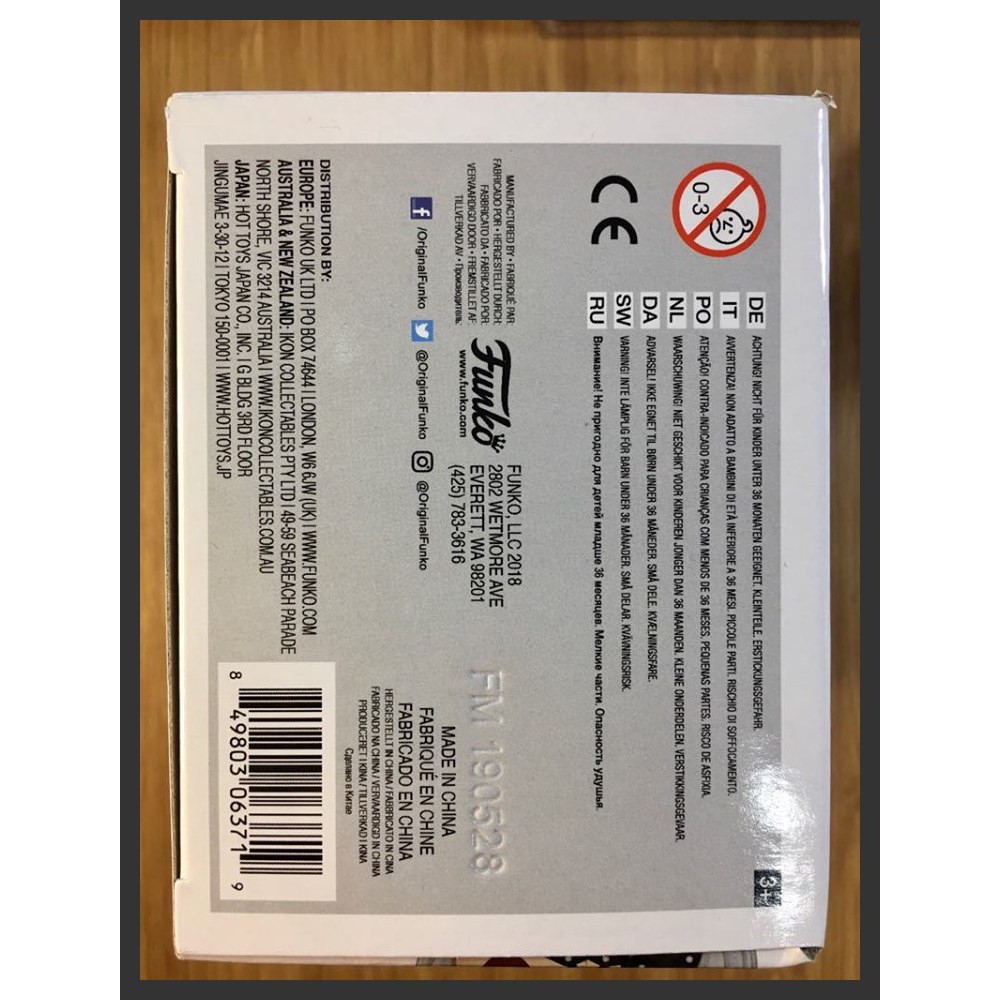 0-3
DE ACHTUNG! NICHT FÜR KINDER UNTER 36 MONATEN GEEIGNET. KLEINTEILE. ERSTICKUNGSGEFAHR.
IT AVVERTENZA! NON ADATTO A BAMBINI DI ETÀ INFERIORE A 36 MESI. PICCOLE PARTI. RISCHIO DI SOFFOCAMENTO.
PO ATENÇÃO! CONTRA-INDICADO PARA CRIANÇAS COM MENOS DE 36 MESES. PEQUENAS PARTES. RISCO DE ASFIXIA.
NL WAARSCHUWING! NIET GESCHIKT VOOR KINDEREN JONGER DAN 36 MAANDEN. KLEINE ONDERDELEN. VERSTIKKINGSGEVAAR.
DA ADVARSEL! IKKE EGNET TIL BØRN UNDER 36 MÅNEDER. SMÅ DELE. KVÆLNINGSFARE.
SW VARNING! INTE LÄMPLIG FÖR BARN UNDER 36 MÅNADER. SMÅ DELAR. KVÄVNINGSRISK.
RU Внимание! Не пригодно для детей младше 36 месяцев. Мелкие части. Опасность удушья.
CE
3+
MANUFACTURED BY • FABRIQUÉ PAR:
FABRICADO POR • HERGESTELLT DURCH:
FABBRICATO DA • FABRICADO POR:
VERVAARDIGD DOOR • FREMSTILLET AF:
TILLVERKAD AV • Производитель:
Funko
www.funko.com
FUNKO, LLC 2018
2802 WETMORE AVE
EVERETT, WA 98201
(425) 783-3616
FM 190528
f /OriginalFunko @OriginalFunko @OriginalFunko
MADE IN CHINA
FABRIQUÉ EN CHINE
FABRICADO EN CHINA
HERGESTELLT IN CHINA / FABBRICATO IN CINA
FABRICADO NA CHINA / VERVAARDIGD IN CHINA
PRODUCERET I KINA / TILLVERKAD I KINA
Сделано в Китае
DISTRIBUTION BY:
EUROPE: FUNKO UK LTD | PO BOX 74644 | LONDON, W6 6JW (UK) | WWW.FUNKO.COM
AUSTRALIA & NEW ZEALAND: IKON COLLECTABLES PTY LTD | 49-59 SEABEACH PARADE
NORTH SHORE, VIC 3214 AUSTRALIA | WWW.IKONCOLLECTABLES.COM.AU
JAPAN: HOT TOYS JAPAN CO., INC. | G BLDG 3RD FLOOR
JINGUMAE 3-30-12 | TOKYO 150-0001 | WWW.HOTTOYS.JP
8 49803 06371 9